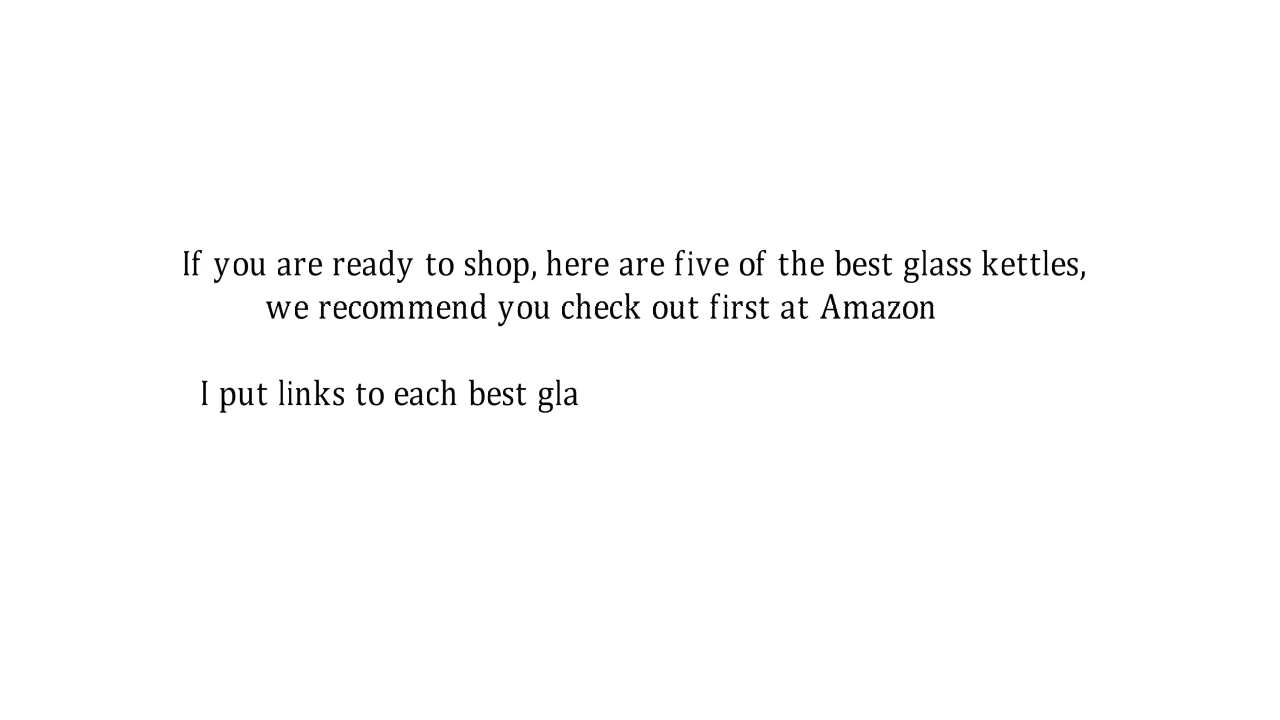 If you are ready to shop, here are five of the best glass kettles,
we recommend you check out first at Amazon
I put links to each best gla